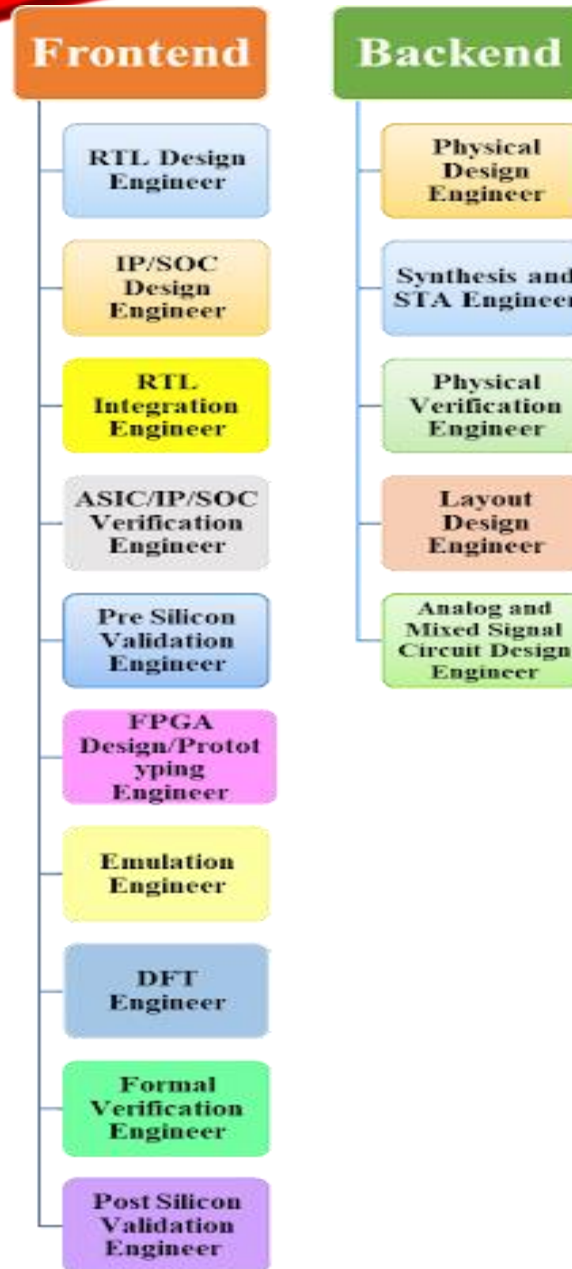 Frontend
RTL Design
Engineer
IP/SOC
Design
Engineer
RTL
Integration
Engineer
ASIC/IP/SOC
Verification
Engineer
Pre Silicon
Validation
Engineer
FPGA
Design/Protot
yping
Engineer
Emulation
Engineer
DFT
Engineer
Formal
Verification
Engineer
Post Silicon
Validation
Engineer
Backend
Physical
Design
Engineer
Synthesis and
STA Engineer
Physical
Verification
Engineer
Layout
Design
Engineer
Analog and
Mixed Signal
Circuit Design
Engineer